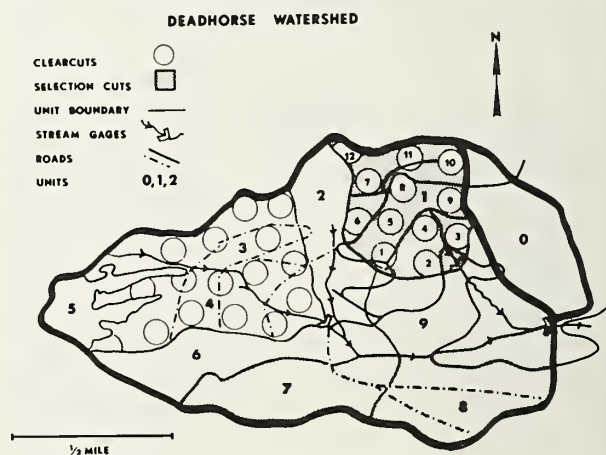 DEADHORSE WATERSHED
N
CLEARCUTS
SELECTION CUTS
UNIT BOUNDARY
STREAM GAGES
ROADS
UNITS 0,1,2
12
11
10
7
8
1
9
2
6
5
4
3
3
1
2
0
5
4
9
6
7
8
½ MILE